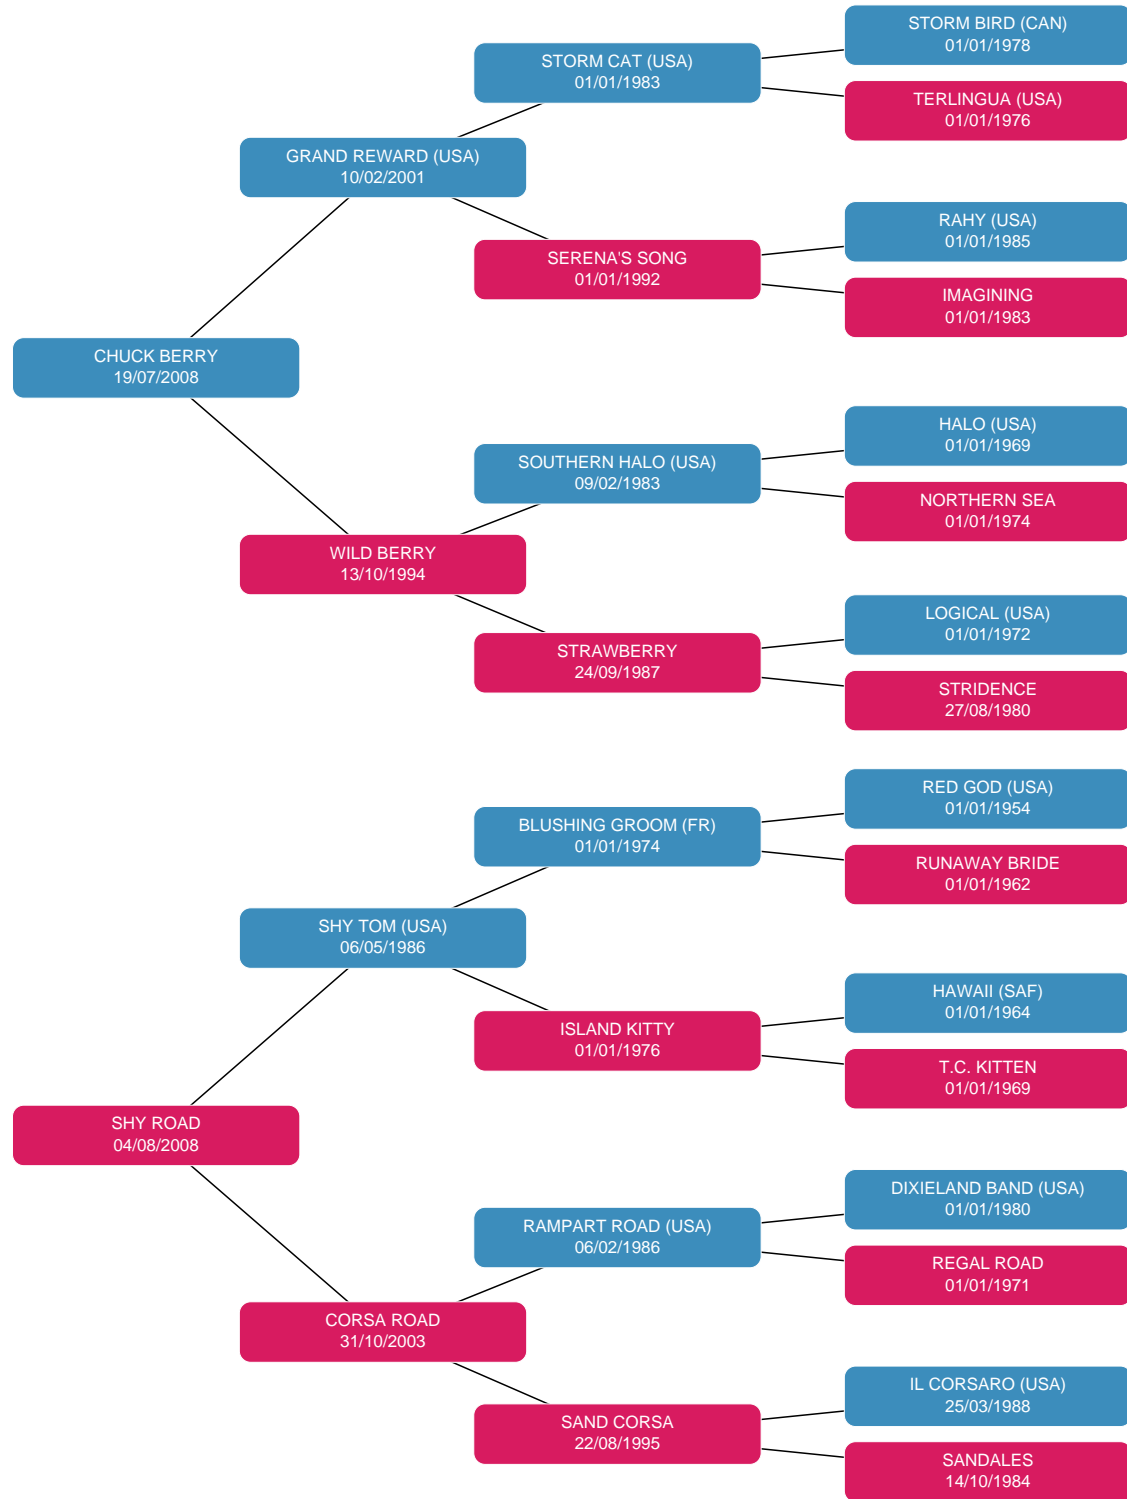 STORM BIRD (CAN)
01/01/1978
STORM CAT (USA)
01/01/1983
TERLINGUA (USA)
01/01/1976
GRAND REWARD (USA)
10/02/2001
RAHY (USA)
01/01/1985
SERENA'S SONG
01/01/1992
IMAGINING
01/01/1983
CHUCK BERRY
19/07/2008
HALO (USA)
01/01/1969
SOUTHERN HALO (USA)
09/02/1983
NORTHERN SEA
01/01/1974
WILD BERRY
13/10/1994
LOGICAL (USA)
01/01/1972
STRAWBERRY
24/09/1987
STRIDENCE
27/08/1980
RED GOD (USA)
01/01/1954
BLUSHING GROOM (FR)
01/01/1974
RUNAWAY BRIDE
01/01/1962
SHY TOM (USA)
06/05/1986
HAWAII (SAF)
01/01/1964
ISLAND KITTY
01/01/1976
T.C. KITTEN
01/01/1969
SHY ROAD
04/08/2008
DIXIELAND BAND (USA)
01/01/1980
RAMPART ROAD (USA)
06/02/1986
REGAL ROAD
01/01/1971
CORSA ROAD
31/10/2003
IL CORSARO (USA)
25/03/1988
SAND CORSA
22/08/1995
SANDALES
14/10/1984